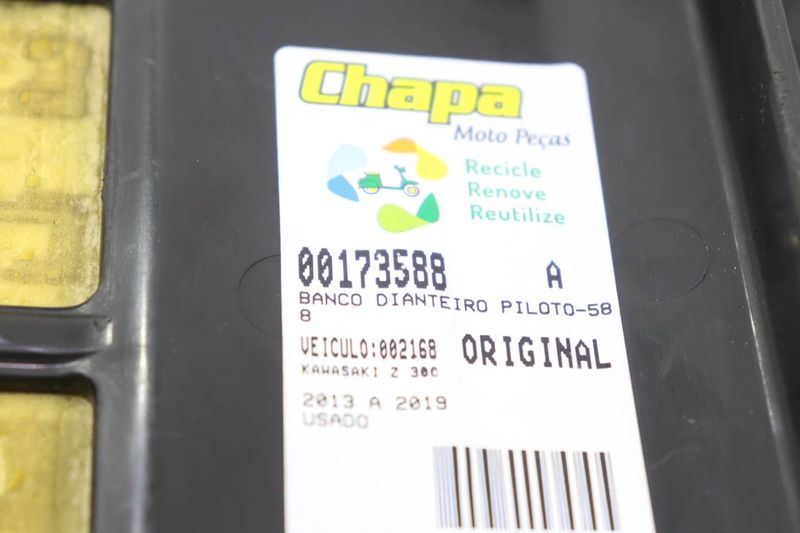 Chapa
Moto Peças
Recicle
Renove
Reutilize
00173588 A
BANCO DIANTEIRO PILOTO-58
8
VEICULO:002168 ORIGINAL
KAWASAKI Z 300
2013 A 2019
USADO